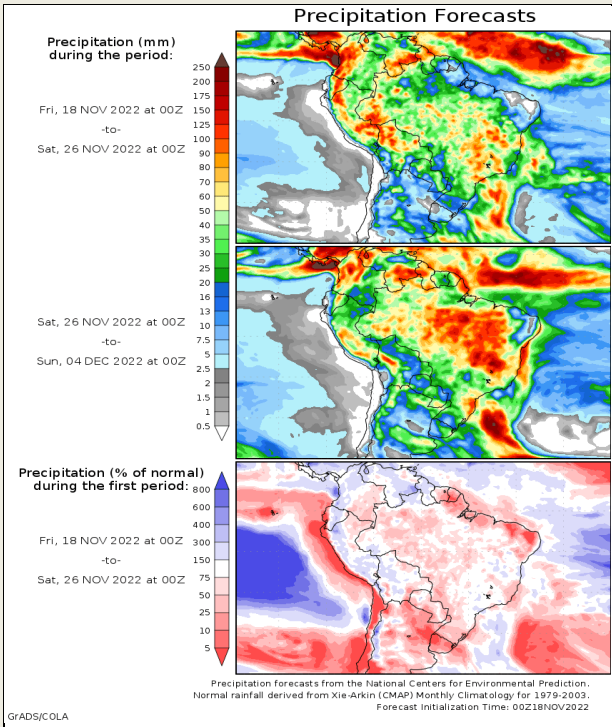 Precipitation Forecasts
Precipitation (mm)
during the period:
Fri, 18 NOV 2022 at 00Z
-to-
Sat, 26 NOV 2022 at 00Z
250
200
175
150
125
100
90
80
70
60
50
40
35
30
25
20
16
13
10
7.5
5
2.5
2
1.5
1
0.5
Sat, 26 NOV 2022 at 00Z
-to-
Sun, 04 DEC 2022 at 00Z
Precipitation (% of normal)
during the first period:
Fri, 18 NOV 2022 at 00Z
-to-
Sat, 26 NOV 2022 at 00Z
800
600
400
300
150
75
50
25
10
5
Precipitation forecasts from the National Centers for Environmental Prediction.
Normal rainfall derived from Xie-Arkin (CMAP) Monthly Climatology for 1979-2003.
Forecast Initialization Time: 00Z18NOV2022
GrADS/COLA